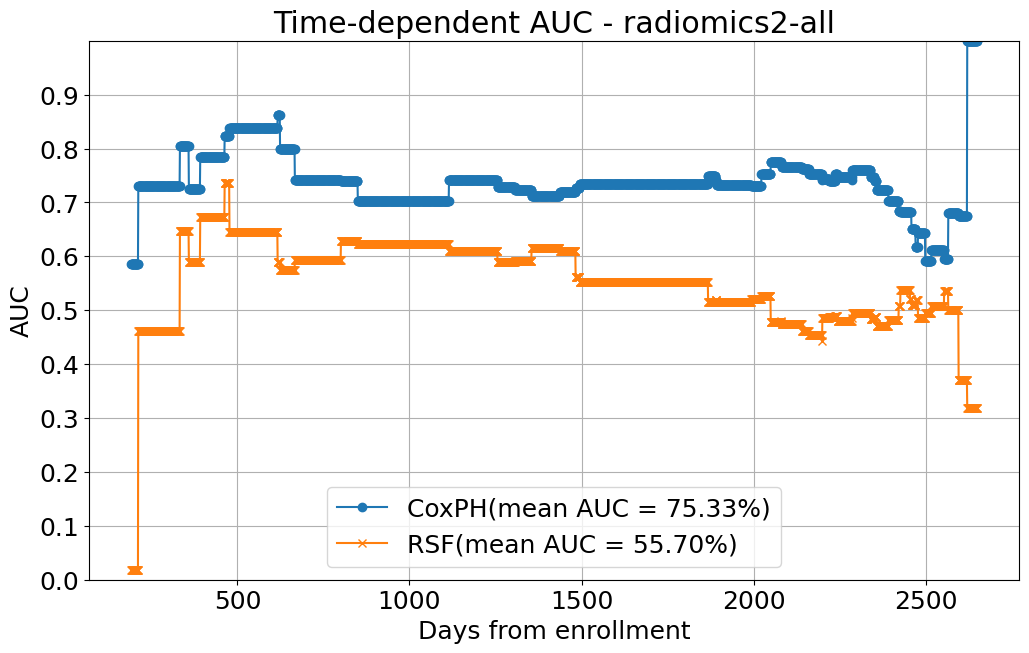 Time-dependent AUC - radiomics2-all
AUC
0.9
0.8
0.7
0.6
0.5
0.4
0.3
0.2
0.1
0.0
CoxPH(mean AUC = 75.33%)
RSF(mean AUC = 55.70%)
500 1000 1500 2000 2500
Days from enrollment